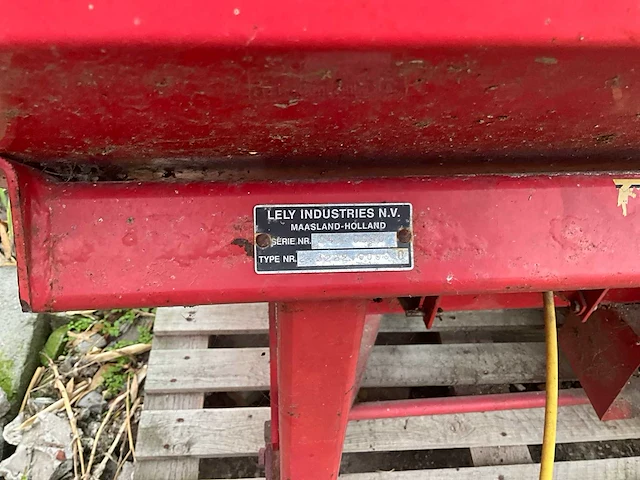 LELY INDUSTRIES N.V.
MAASLAND-HOLLAND
SERIE.NR.
TYPE NR.